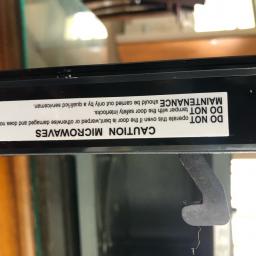 CAUTION MICROWAVES
DO NOT operate this oven if the door is bent,warped or otherwise damaged and does no
DO NOT tamper with the door safety interlocks.
MAINTENANCE should be carried out only by a qualified serviceman.